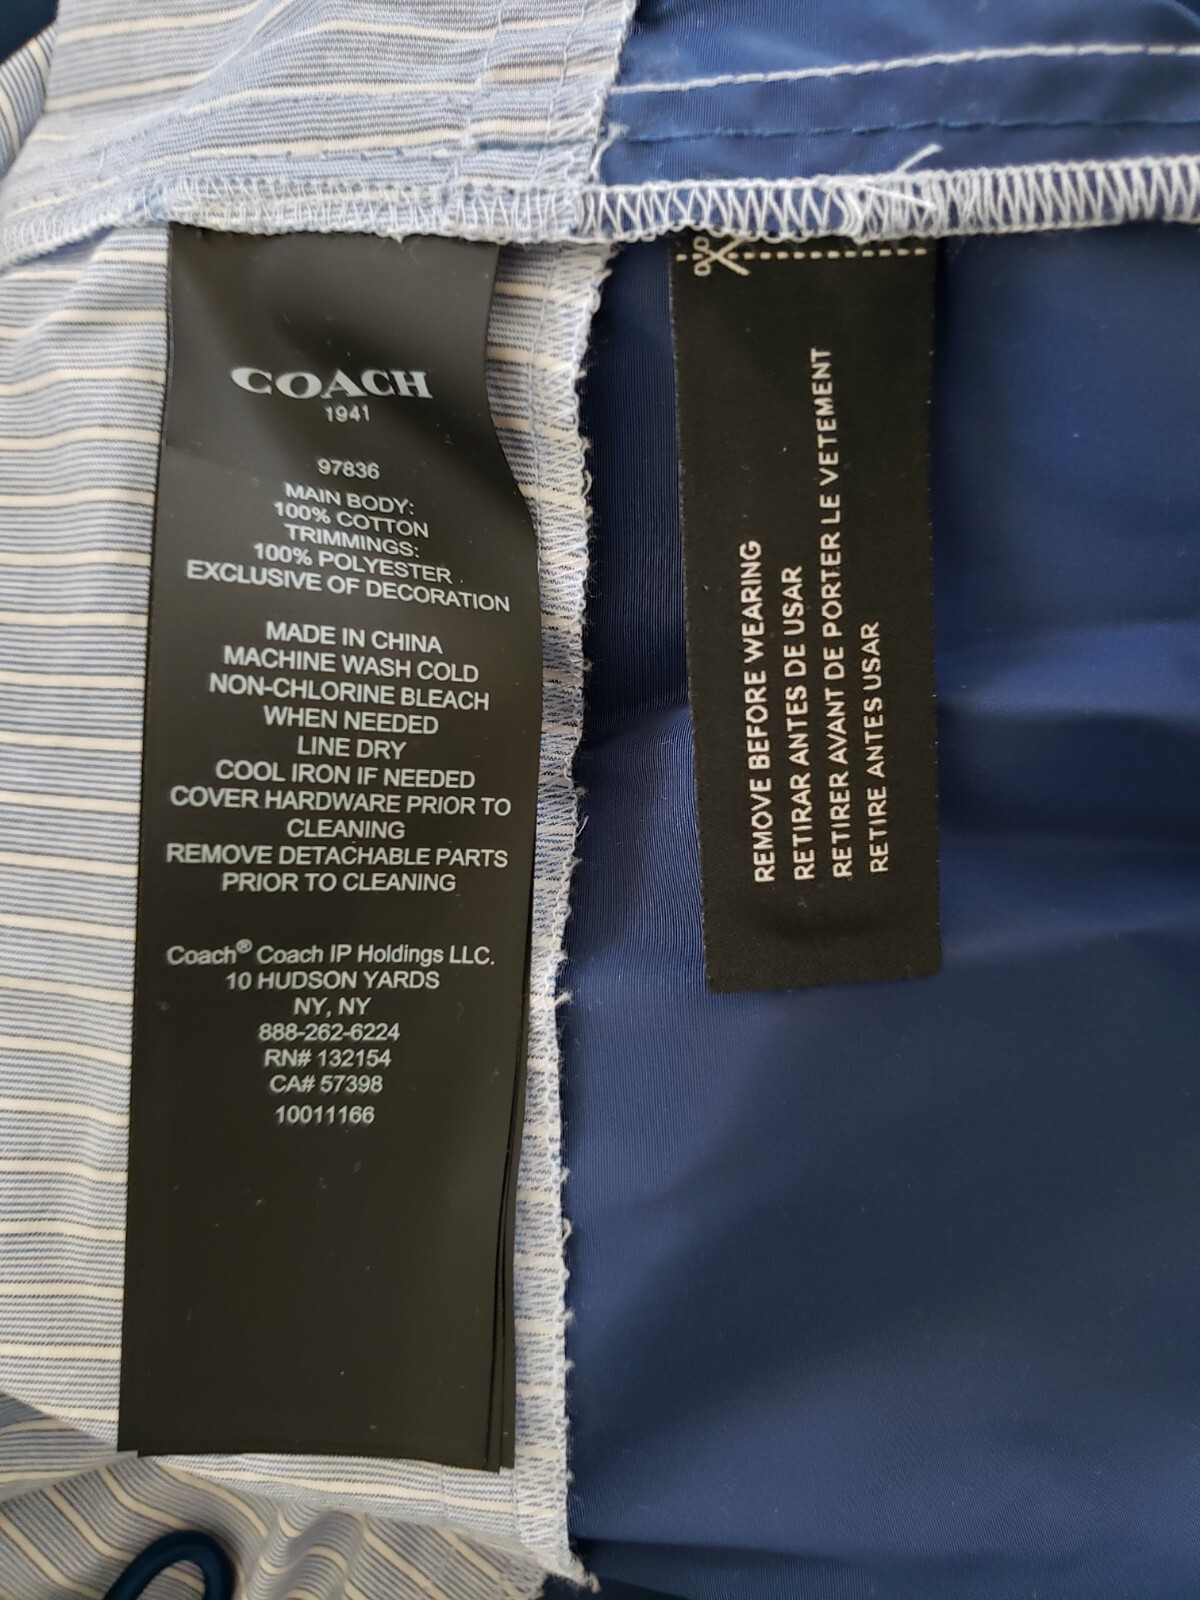 COACH
1941
97836
MAIN BODY:
100% COTTON
TRIMMINGS:
100% POLYESTER
EXCLUSIVE OF DECORATION
MADE IN CHINA
MACHINE WASH COLD
NON-CHLORINE BLEACH
WHEN NEEDED
LINE DRY
COOL IRON IF NEEDED
COVER HARDWARE PRIOR TO
CLEANING
REMOVE DETACHABLE PARTS
PRIOR TO CLEANING
Coach® Coach IP Holdings LLC.
10 HUDSON YARDS
NY, NY
888-262-6224
RN# 132154
CA# 57398
10011166
REMOVE BEFORE WEARING
RETIRAR ANTES DE USAR
RETIRER AVANT DE PORTER LE VETEMENT
RETIRE ANTES USAR